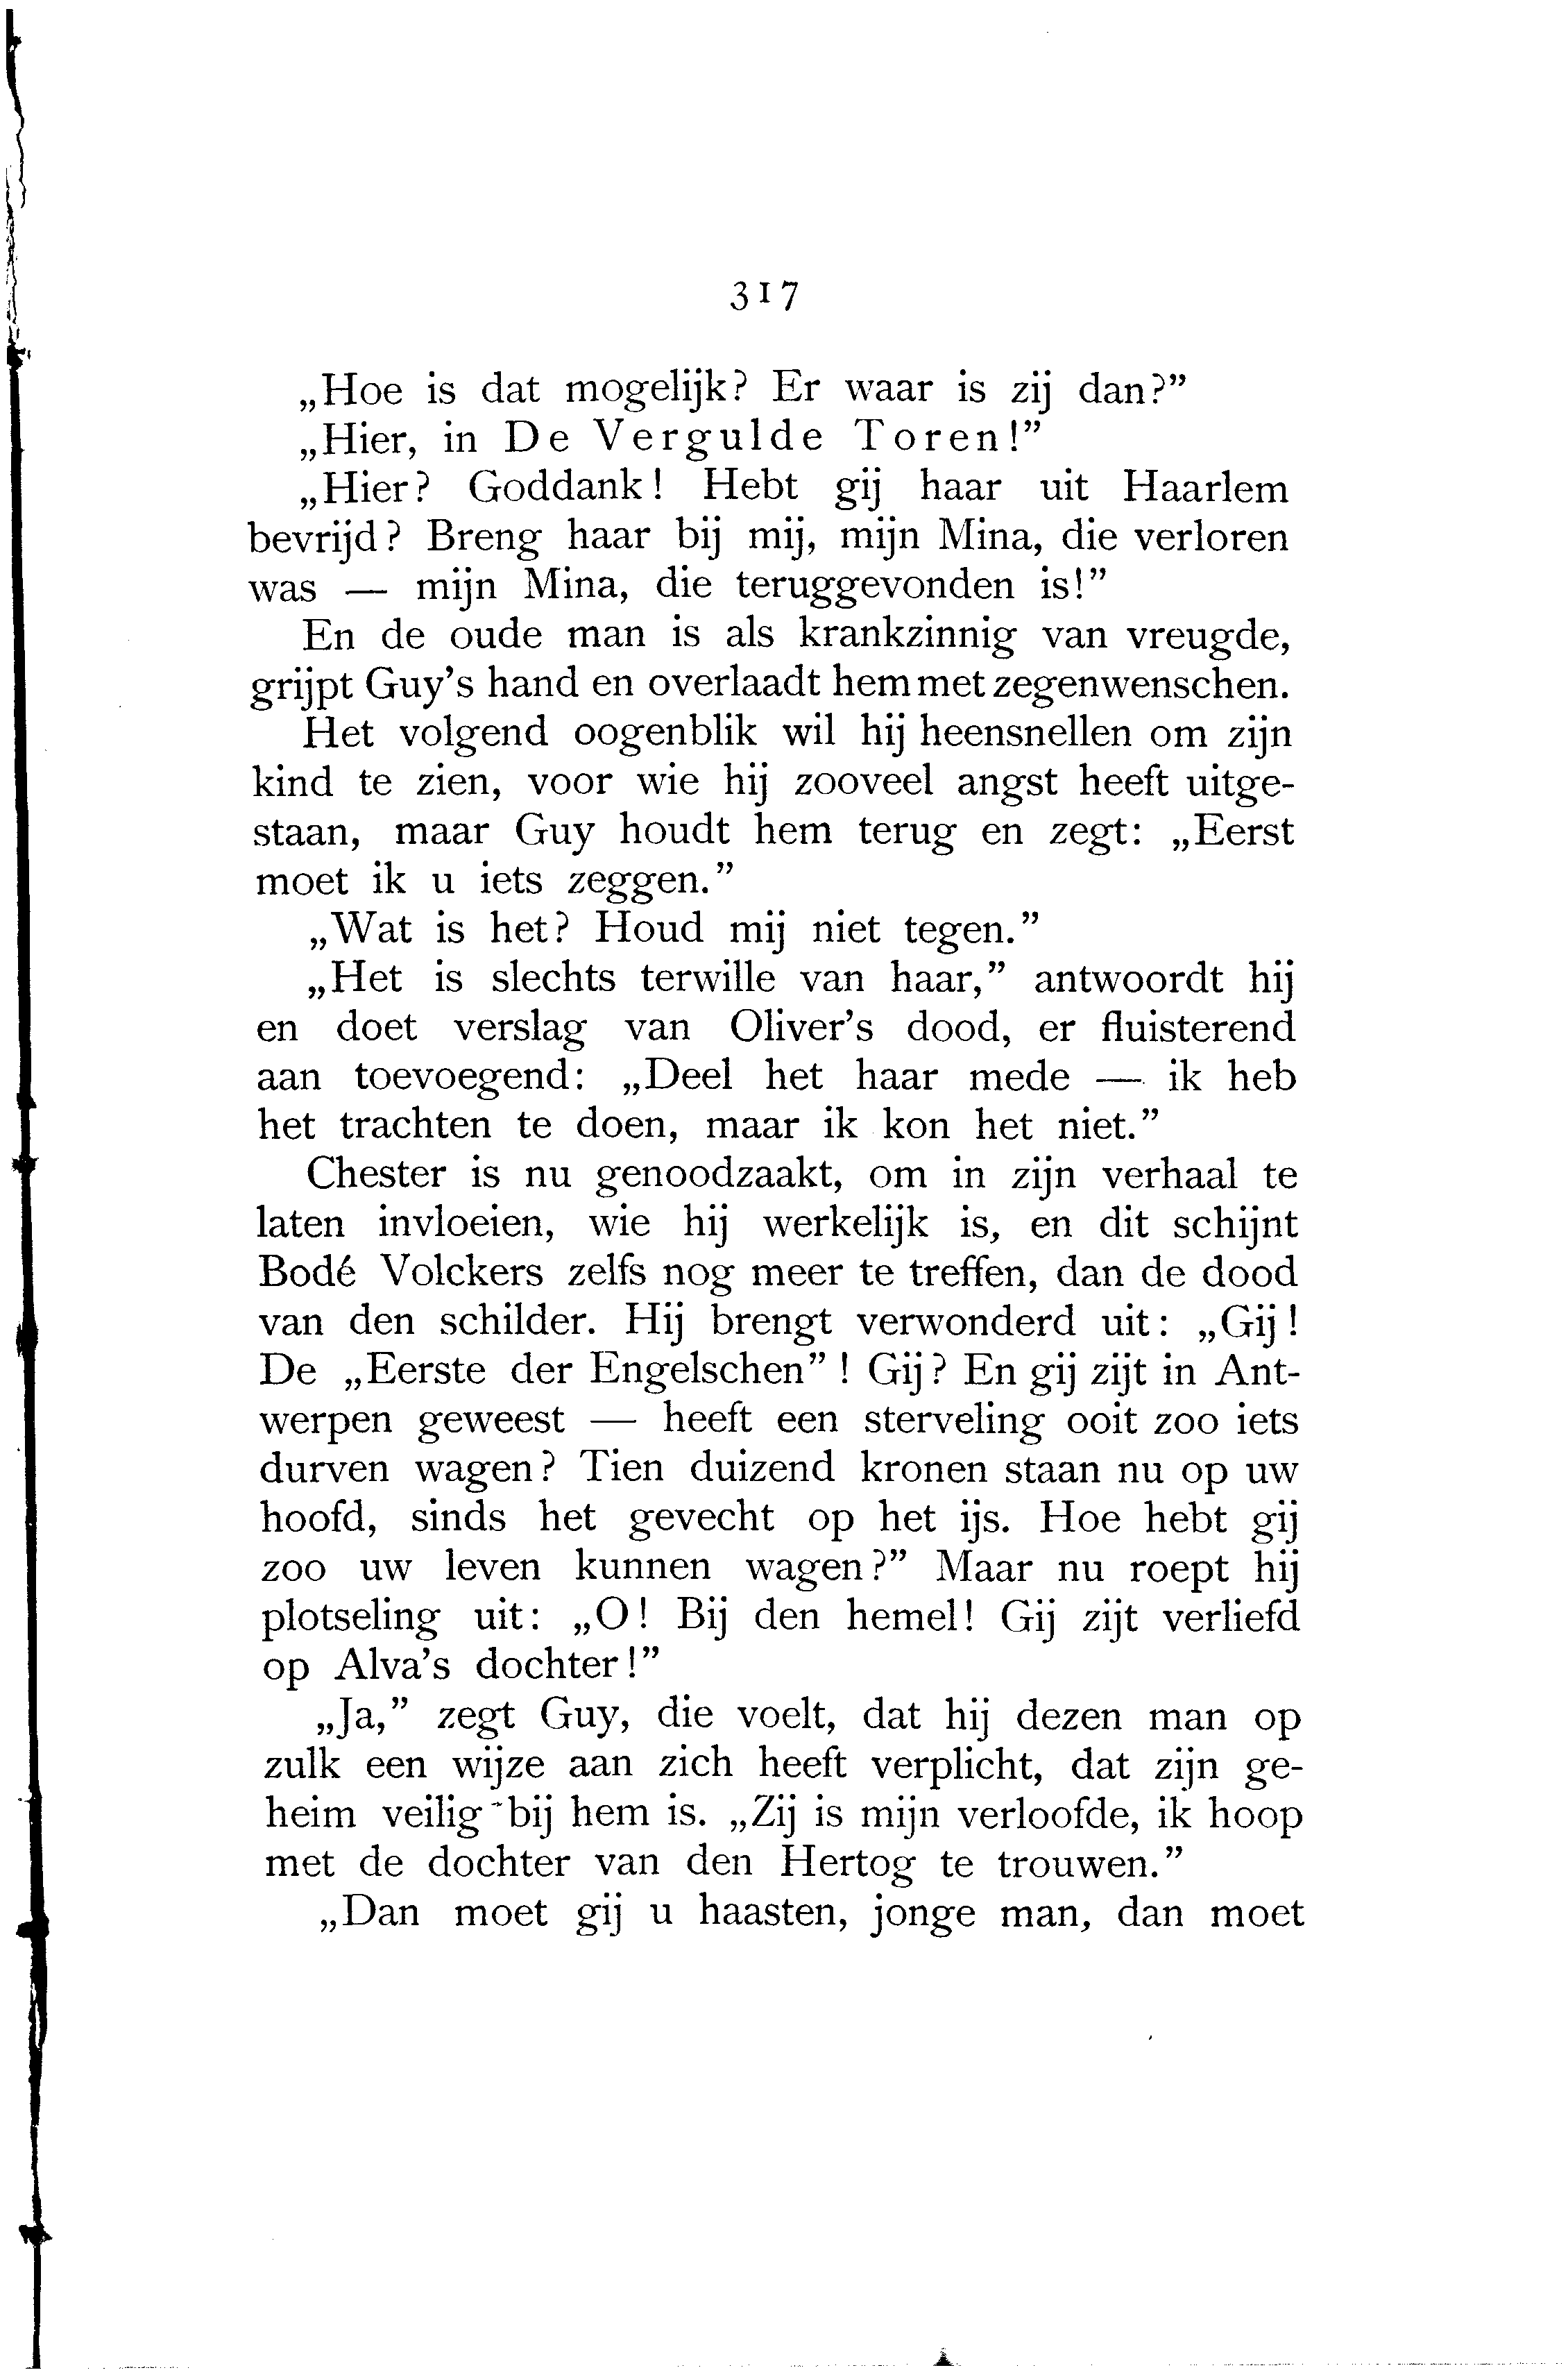 317
„Hoe is dat mogelijk? Er waar is zij dan?”
„Hier, in De Vergulde Toren!”
„Hier? Goddank! Hebt gij haar uit Haarlem
bevrijd? Breng haar bij mij, mijn Mina, die verloren
was — mijn Mina, die teruggevonden is!”
En de oude man is als krankzinnig van vreugde,
grijpt Guy’s hand en overlaadt hem met zegenwenschen.
Het volgend oogenblik wil hij heensnellen om zijn
kind te zien, voor wie hij zooveel angst heeft uitge-
staan, maar Guy houdt hem terug en zegt: „Eerst
moet ik u iets zeggen.”
„Wat is het? Houd mij niet tegen.”
„Het is slechts terwille van haar,” antwoordt hij
en doet verslag van Oliver’s dood, er fluisterend
aan toevoegend: „Deel het haar mede — ik heb
het trachten te doen, maar ik kon het niet.”
Chester is nu genoodzaakt, om in zijn verhaal te
laten invloeien, wie hij werkelijk is, en dit schijnt
Bodé Volckers zelfs nog meer te treffen, dan de dood
van den schilder. Hij brengt verwonderd uit: „Gij!
De „Eerste der Engelschen”! Gij? En gij zijt in Ant-
werpen geweest — heeft een sterveling ooit zoo iets
durven wagen? Tien duizend kronen staan nu op uw
hoofd, sinds het gevecht op het ijs. Hoe hebt gij
zoo uw leven kunnen wagen?” Maar nu roept hij
plotseling uit: „O! Bij den hemel! Gij zijt verliefd
op Alva’s dochter!”
„Ja,” zegt Guy, die voelt, dat hij dezen man op
zulk een wijze aan zich heeft verplicht, dat zijn ge-
heim veilig bij hem is. „Zij is mijn verloofde, ik hoop
met de dochter van den Hertog te trouwen.”
„Dan moet gij u haasten, jonge man, dan moet